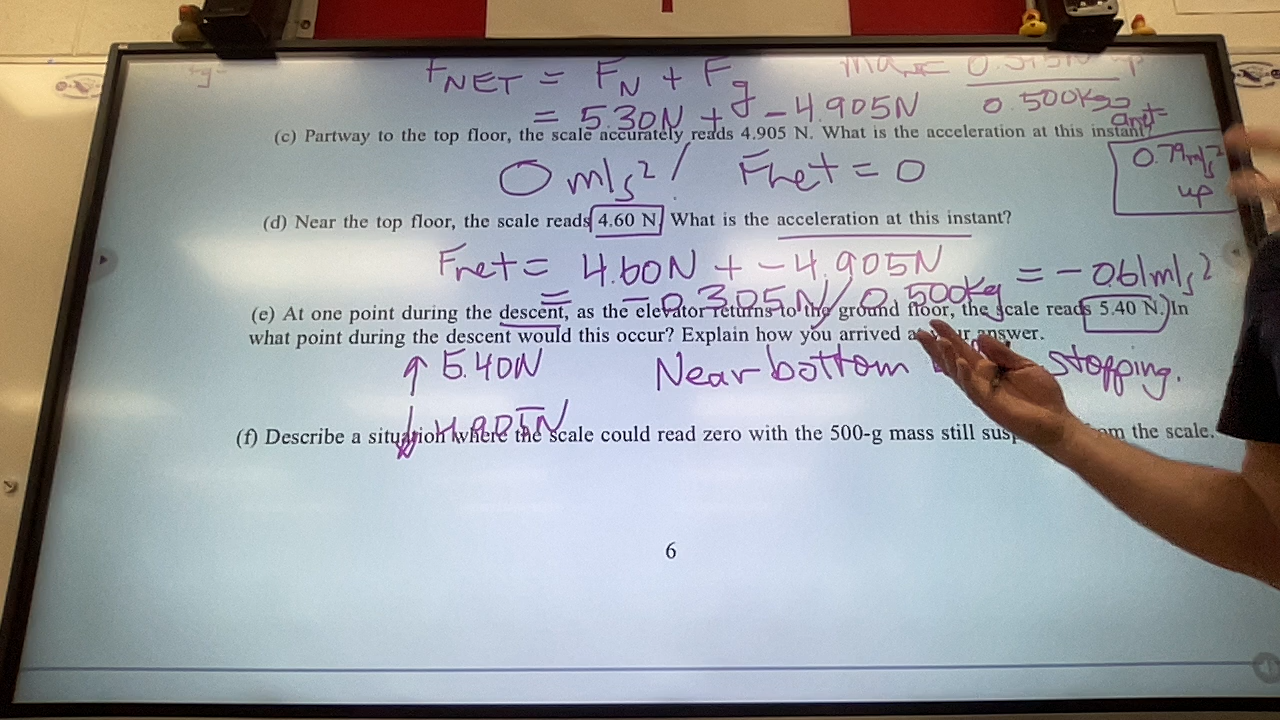 FNET = FN + Fg
= 5.30N + -4.905N
0.500kg
anet=
(c) Partway to the top floor, the scale accurately reads 4.905 N. What is the acceleration at this instant?
0 m/s² / Fnet = 0
0.79m/s²
up
(d) Near the top floor, the scale reads 4.60 N. What is the acceleration at this instant?
Fnet = 4.60N + -4.905N
= -0.305N/0.500kg = -0.61m/s²
(e) At one point during the descent, as the elevator returns to the ground floor, the scale reads 5.40 N. In
what point during the descent would this occur? Explain how you arrived answer.
↑ 5.40N Near bottom stopping.
↓ 4.905N
(f) Describe a situation where the scale could read zero with the 500-g mass still the scale.
6